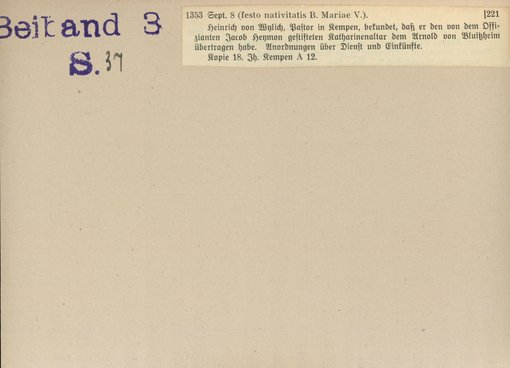 Beiband 3
S. 37
1353 Sept. 8 (festo nativitatis B. Mariae V.). [221
Heinrich von Wylich, Pastor in Kempen, bekundet, daß er den von dem Offi-
zianten Jacob Heymon gestifteten Katharinenaltar dem Arnold von Vluißheim
übertragen habe. Anordnungen über Dienst und Einkünfte.
Kopie 18. Jh. Kempen A 12.